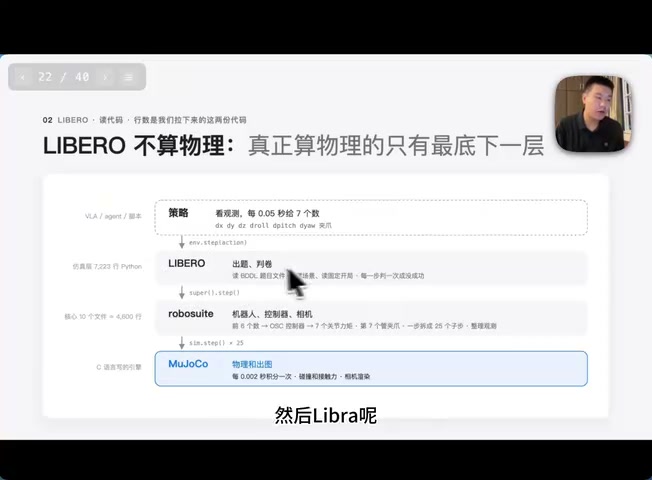 22 / 40
02 LIBERO · 读代码 · 行数是我们拉下来的这两份代码
LIBERO 不算物理：真正算物理的只有最底下一层
VLA / agent / 脚本
策略
看观测，每 0.05 秒给 7 个数
dx dy dz droll dpitch dyaw 夹爪
env.step(action)
仿真层 7,223 行 Python
LIBERO
出题、判卷
读 BDDL 题目文件 场景、读固定开局 · 每一步判一次成没成功
super().step()
核心 10 个文件 ≈ 4,600 行
robosuite
机器人、控制器、相机
前 6 个数 → OSC 控制器 → 7 个关节力矩 · 第 7 个管夹爪 · 一步拆成 25 个子步 · 整理观测
sim.step() × 25
C 语言写的引擎
MuJoCo
物理和出图
每 0.002 秒积分一次 · 碰撞和接触力 · 相机渲染
然后Libra呢